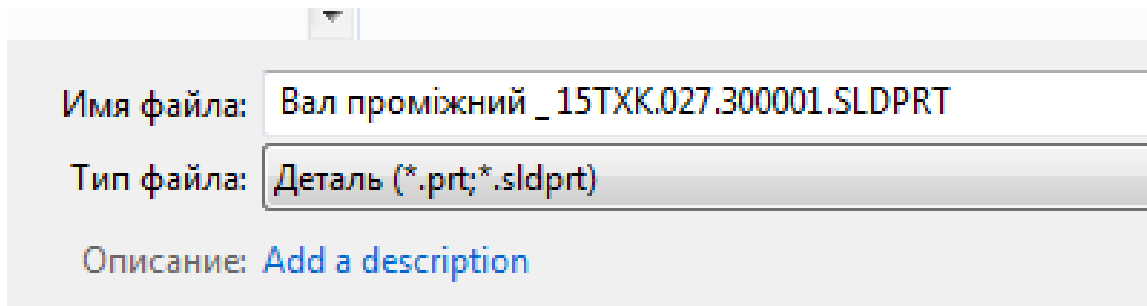 Имя файла: Вал проміжний _ 15ТХК.027.300001.SLDPRT
Тип файла: Деталь (*.prt;*.sldprt)
Описание: Add a description